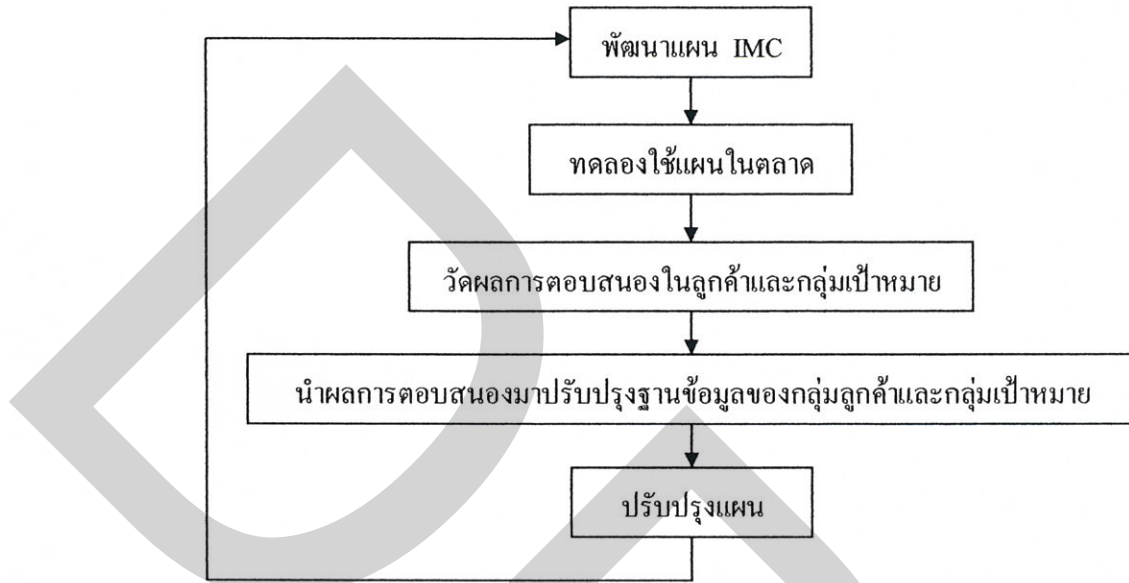 พัฒนาแผน IMC
ทดลองใช้แผนในตลาด
วัดผลการตอบสนองในลูกค้าและกลุ่มเป้าหมาย
นำผลการตอบสนองมาปรับปรุงฐานข้อมูลของกลุ่มลูกค้าและกลุ่มเป้าหมาย
ปรับปรุงแผน